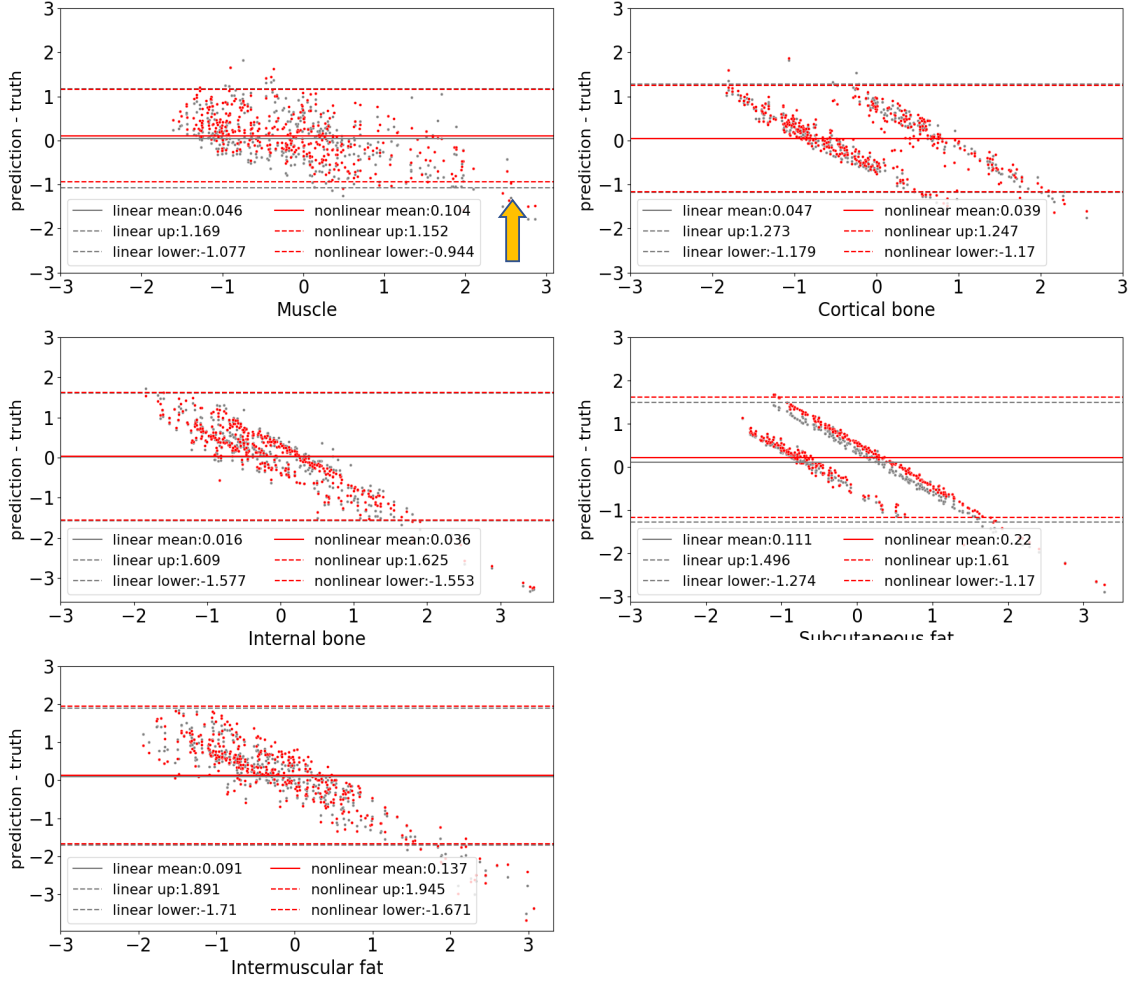 3
2
1
0
−1
−2
−3
prediction - truth
linear mean:0.046
linear up:1.169
linear lower:-1.077
nonlinear mean:0.104
nonlinear up:1.152
nonlinear lower:-0.944
−3 −2 −1 0 1 2 3
Muscle
3
2
1
0
−1
−2
−3
prediction - truth
linear mean:0.047
linear up:1.273
linear lower:-1.179
nonlinear mean:0.039
nonlinear up:1.247
nonlinear lower:-1.17
−3 −2 −1 0 1 2 3
Cortical bone
3
2
1
0
−1
−2
−3
prediction - truth
linear mean:0.016
linear up:1.609
linear lower:-1.577
nonlinear mean:0.036
nonlinear up:1.625
nonlinear lower:-1.553
−3 −2 −1 0 1 2 3
Internal bone
3
2
1
0
−1
−2
−3
prediction - truth
linear mean:0.111
linear up:1.496
linear lower:-1.274
nonlinear mean:0.22
nonlinear up:1.61
nonlinear lower:-1.17
−3 −2 −1 0 1 2 3
Subcutaneous fat
3
2
1
0
−1
−2
−3
prediction - truth
linear mean:0.091
linear up:1.891
linear lower:-1.71
nonlinear mean:0.137
nonlinear up:1.945
nonlinear lower:-1.671
−3 −2 −1 0 1 2 3
Intermuscular fat